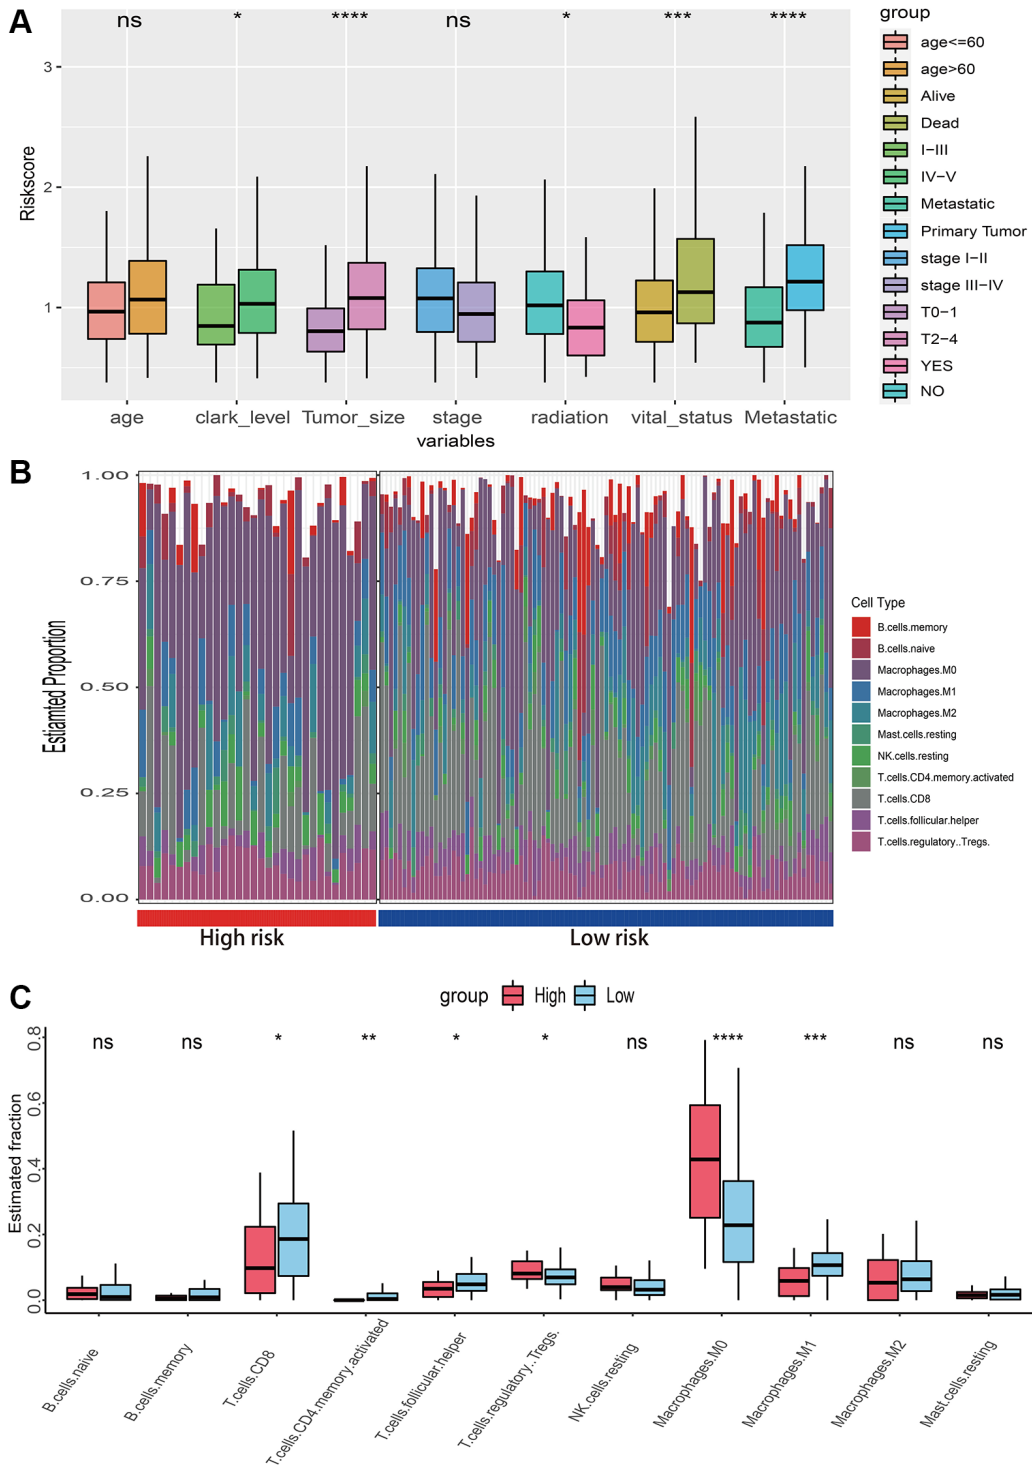 A
ns * **** ns * *** ****
group
age<=60
age>60
Alive
Dead
I−III
IV−V
Metastatic
Primary Tumor
stage I−II
stage III−IV
T0−1
T2−4
YES
NO
3
2
1
Riskscore
age clark_level Tumor_size stage radiation vital_status Metastatic
variables
B
1.00
0.75
0.50
0.25
0.00
Estiamted Proportion
Cell Type
B.cells.memory
B.cells.naive
Macrophages.M0
Macrophages.M1
Macrophages.M2
Mast.cells.resting
NK.cells.resting
T.cells.CD4.memory.activated
T.cells.CD8
T.cells.follicular.helper
T.cells.regulatory..Tregs.
High risk Low risk
C
group High Low
ns ns * ** * * ns **** *** ns ns
0.8
0.6
0.4
0.2
0.0
Estimated fraction
B.cells.naive
B.cells.memory
T.cells.CD8
T.cells.CD4.memory.activated
T.cells.follicular.helper
T.cells.regulatory..Tregs.
NK.cells.resting
Macrophages.M0
Macrophages.M1
Macrophages.M2
Mast.cells.resting